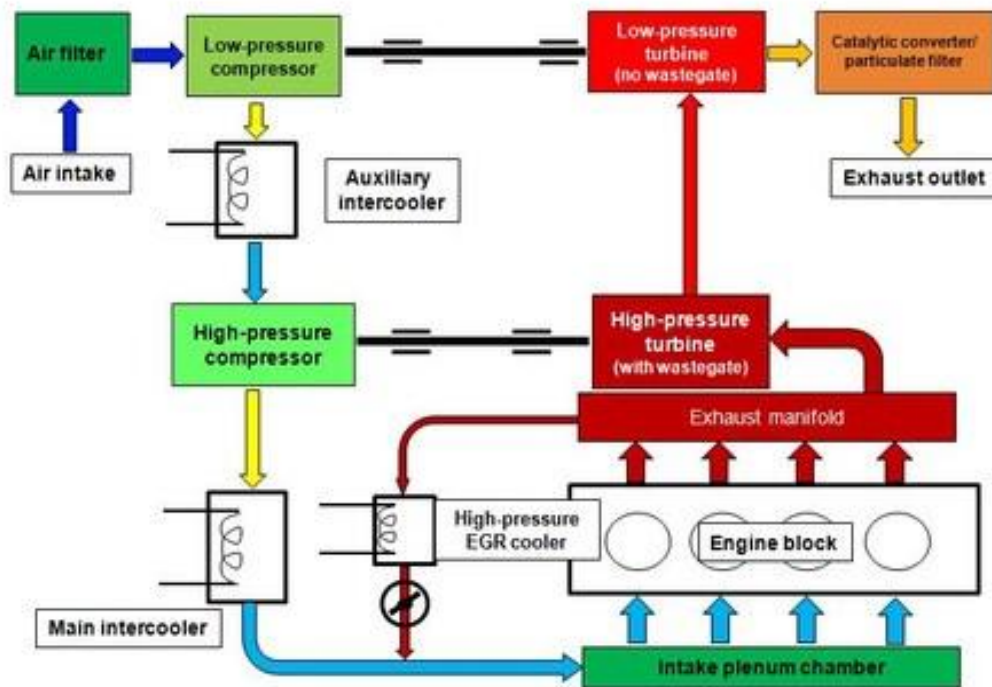 Air filter
Low-pressure
compressor
Low-pressure
turbine
(no wastegate)
Catalytic converter/
particulate filter
Air intake
Auxiliary
intercooler
Exhaust outlet
High-pressure
compressor
High-pressure
turbine
(with wastegate)
Exhaust manifold
High-pressure
EGR cooler
Engine block
Main intercooler
Intake plenum chamber